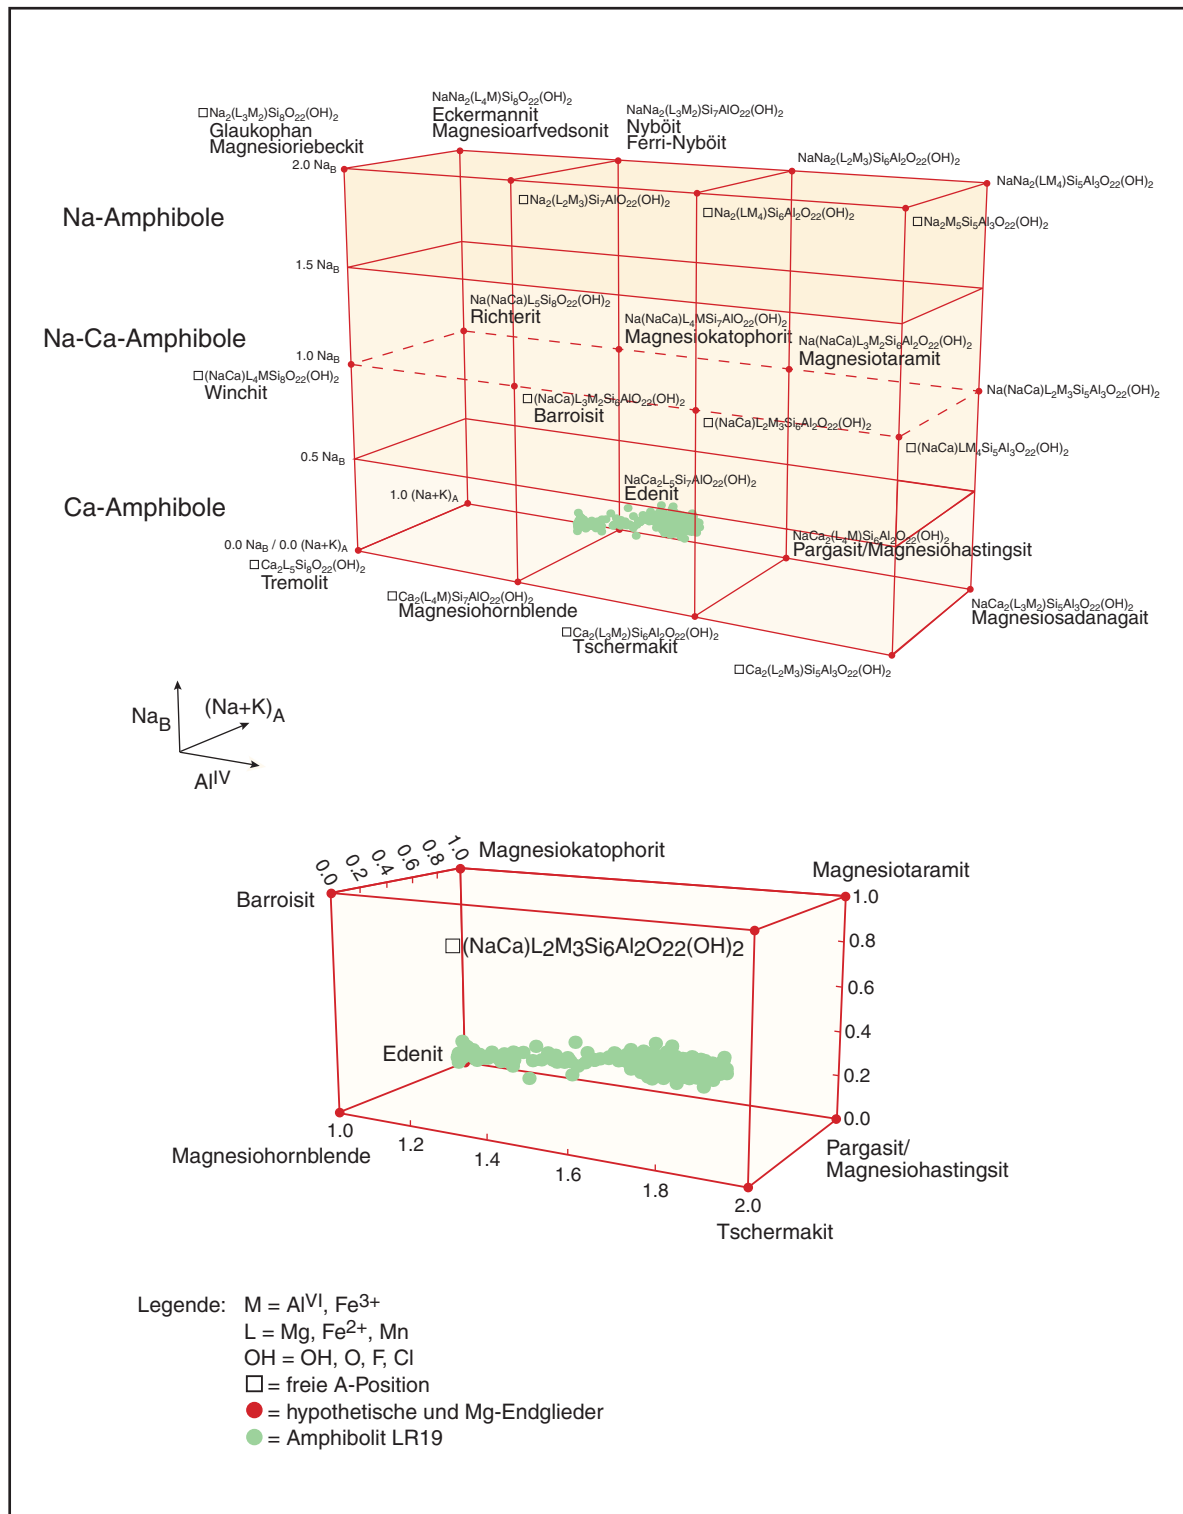 NaNa2(L4M)Si8O22(OH)2
Eckermannit
Magnesioarfvedsonit
NaNa2(L3M2)Si7AlO22(OH)2
Nyböit
Ferri-Nyböit
□Na2(L3M2)Si8O22(OH)2
Glaukophan
Magnesioriebeckit
NaNa2(L2M3)Si6Al2O22(OH)2
NaNa2(LM4)Si5Al3O22(OH)2
2.0 NaB
□Na2(L2M3)Si7AlO22(OH)2
□Na2(LM4)Si6Al2O22(OH)2
□Na2M5Si5Al3O22(OH)2
Na-Amphibole
1.5 NaB
Na(NaCa)L5Si8O22(OH)2
Richterit
Na(NaCa)L4MSi7AlO22(OH)2
Magnesiokatophorit
Na(NaCa)L3M2Si6Al2O22(OH)2
Magnesiotaramit
Na-Ca-Amphibole
1.0 NaB
□(NaCa)L4MSi8O22(OH)2
Winchit
Na(NaCa)L2M3Si5Al3O22(OH)2
□(NaCa)L3M2Si6AlO22(OH)2
Barroisit
□(NaCa)L2M3Si6Al2O22(OH)2
□(NaCa)LM4Si5Al3O22(OH)2
0.5 NaB
NaCa2L5Si7AlO22(OH)2
Edenit
1.0 (Na+K)A
Ca-Amphibole
NaCa2(L4M)Si6Al2O22(OH)2
Pargasit/Magnesiohastingsit
0.0 NaB / 0.0 (Na+K)A
□Ca2L5Si8O22(OH)2
Tremolit
□Ca2(L4M)Si7AlO22(OH)2
Magnesiohornblende
NaCa2(L3M2)Si5Al3O22(OH)2
Magnesiosadanagait
□Ca2(L3M2)Si6Al2O22(OH)2
Tschermakit
□Ca2(L2M3)Si5Al3O22(OH)2
NaB
(Na+K)A
AlIV
0.0
0.2
0.4
0.6
0.8
1.0
Magnesiokatophorit
Magnesiotaramit
Barroisit
1.0
□(NaCa)L2M3Si6Al2O22(OH)2
0.8
0.6
0.4
Edenit
0.2
0.0
1.0
1.2
1.4
1.6
1.8
2.0
Magnesiohornblende
Pargasit/
Magnesiohastingsit
Tschermakit
Legende: M = AlVI, Fe3+
L = Mg, Fe2+, Mn
OH = OH, O, F, Cl
□ = freie A-Position
= hypothetische und Mg-Endglieder
= Amphibolit LR19